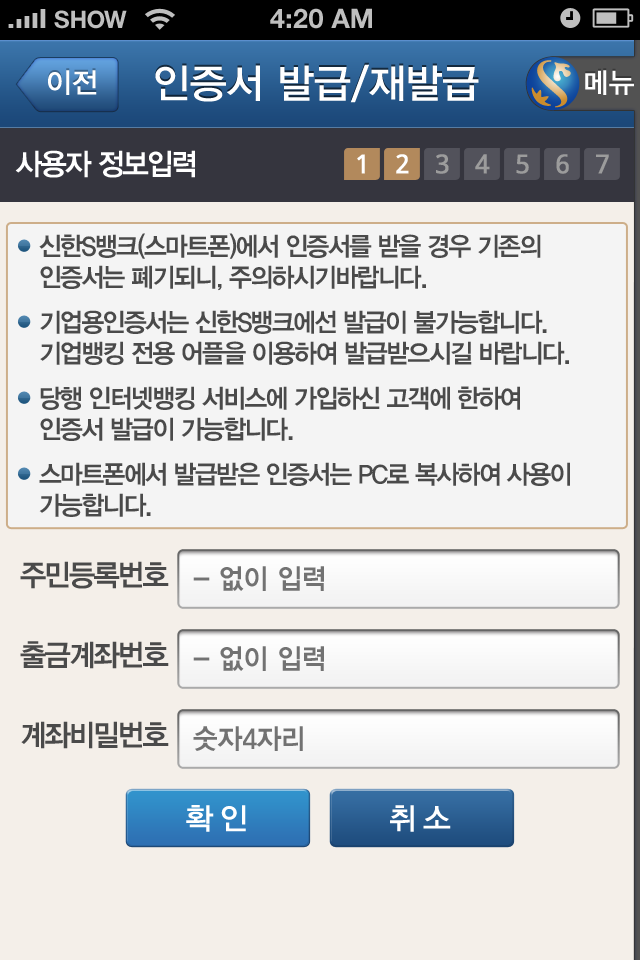 SHOW 4:20 AM
이전 인증서 발급/재발급 메뉴
사용자 정보입력 1 2 3 4 5 6 7
신한S뱅크(스마트폰)에서 인증서를 받을 경우 기존의
인증서는 폐기되니, 주의하시기바랍니다.
기업용인증서는 신한S뱅크에선 발급이 불가능합니다.
기업뱅킹 전용 어플을 이용하여 발급받으시길 바랍니다.
당행 인터넷뱅킹 서비스에 가입하신 고객에 한하여
인증서 발급이 가능합니다.
스마트폰에서 발급받은 인증서는 PC로 복사하여 사용이
가능합니다.
주민등록번호 – 없이 입력
출금계좌번호 – 없이 입력
계좌비밀번호 숫자4자리
확인 취소